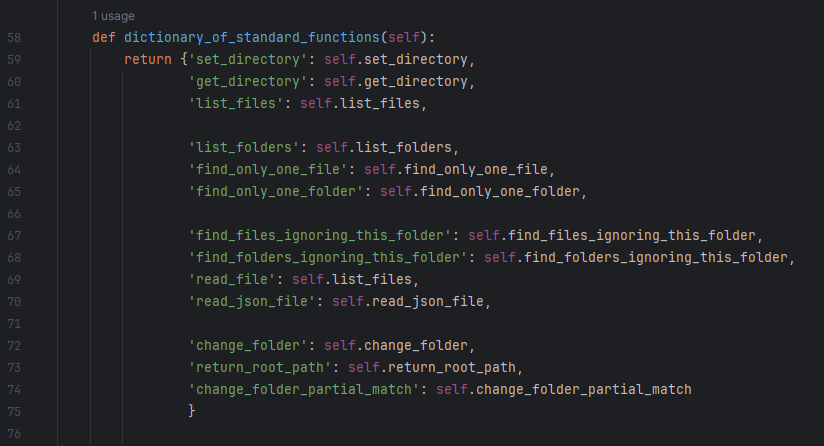 1 usage
58 def dictionary_of_standard_functions(self):
59 return {'set_directory': self.set_directory,
60 'get_directory': self.get_directory,
61 'list_files': self.list_files,
62
63 'list_folders': self.list_folders,
64 'find_only_one_file': self.find_only_one_file,
65 'find_only_one_folder': self.find_only_one_folder,
66
67 'find_files_ignoring_this_folder': self.find_files_ignoring_this_folder,
68 'find_folders_ignoring_this_folder': self.find_folders_ignoring_this_folder,
69 'read_file': self.list_files,
70 'read_json_file': self.read_json_file,
71
72 'change_folder': self.change_folder,
73 'return_root_path': self.return_root_path,
74 'change_folder_partial_match': self.change_folder_partial_match
75 }
76